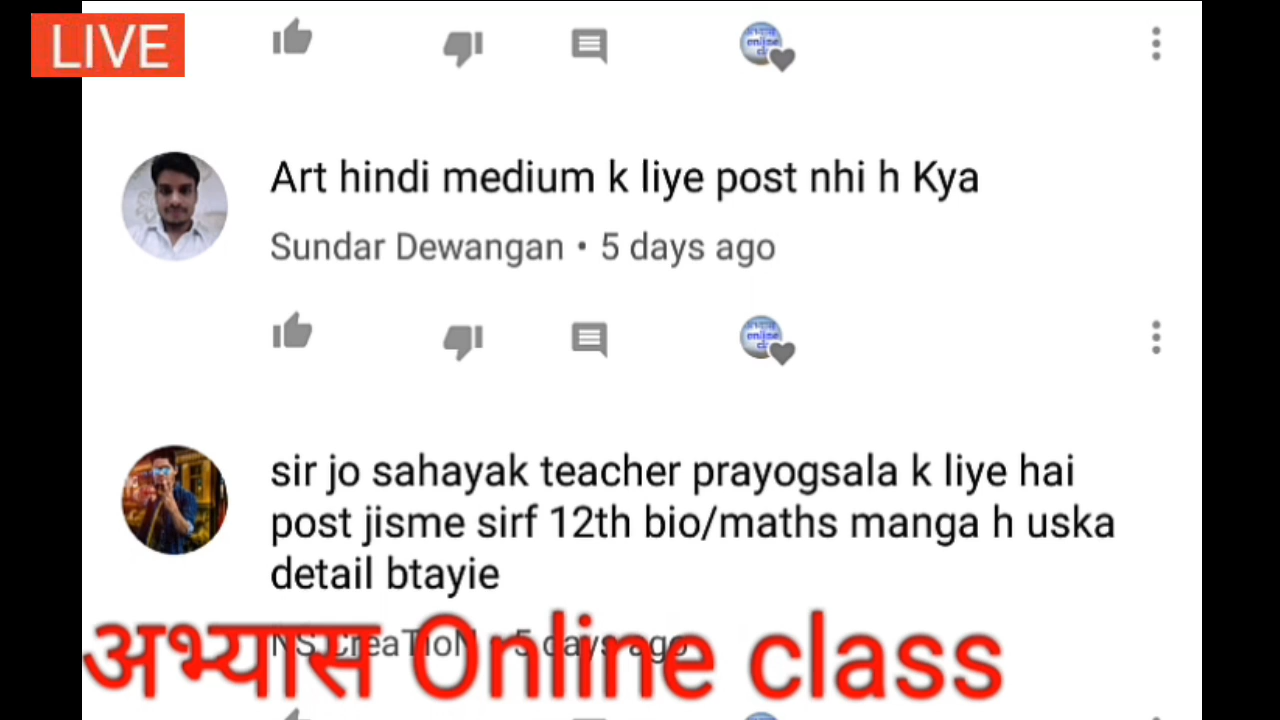 LIVE
Art hindi medium k liye post nhi h Kya
Sundar Dewangan • 5 days ago
sir jo sahayak teacher prayogsala k liye hai
post jisme sirf 12th bio/maths manga h uska
detail btayie
NS CreaTioN • 5 days ago
अभ्यास Online class